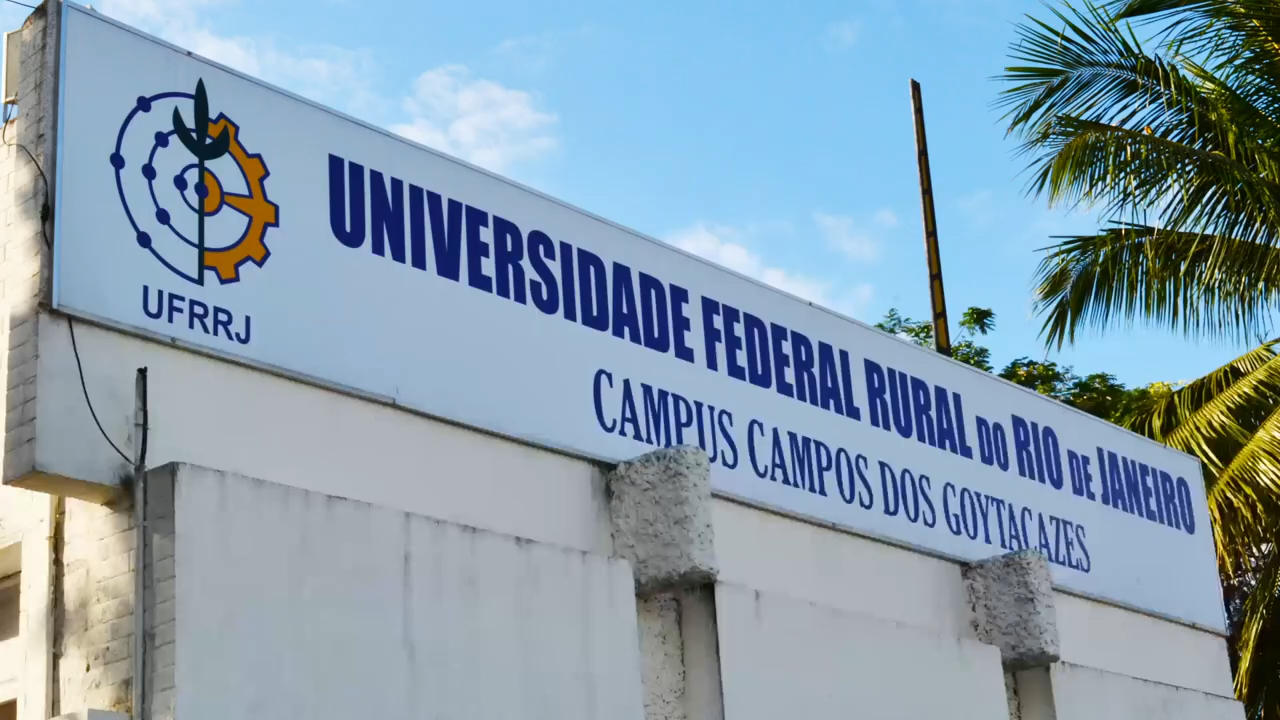 UFRRJ
UNIVERSIDADE FEDERAL RURAL DO RIO DE JANEIRO
CAMPUS CAMPOS DOS GOYTACAZES